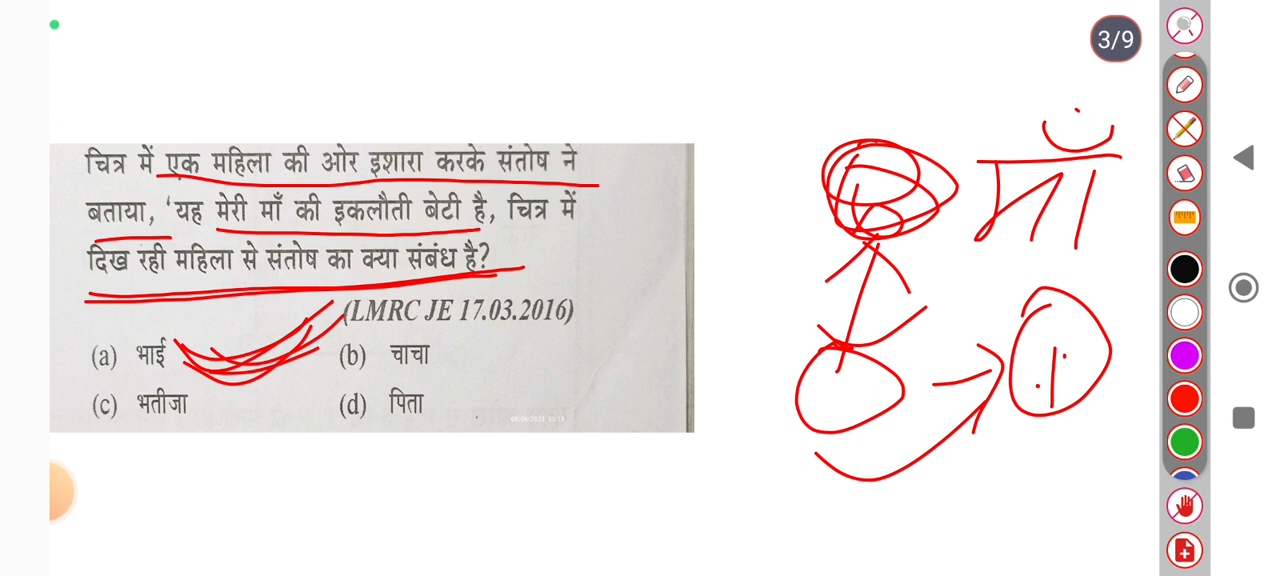 3/9
चित्र में एक महिला की ओर इशारा करके संतोष ने
बताया, 'यह मेरी माँ की इकलौती बेटी है, चित्र में
दिख रही महिला से संतोष का क्या संबंध है?
(LMRC JE 17.03.2016)
(a) भाई (b) चाचा
(c) भतीजा (d) पिता
माँ